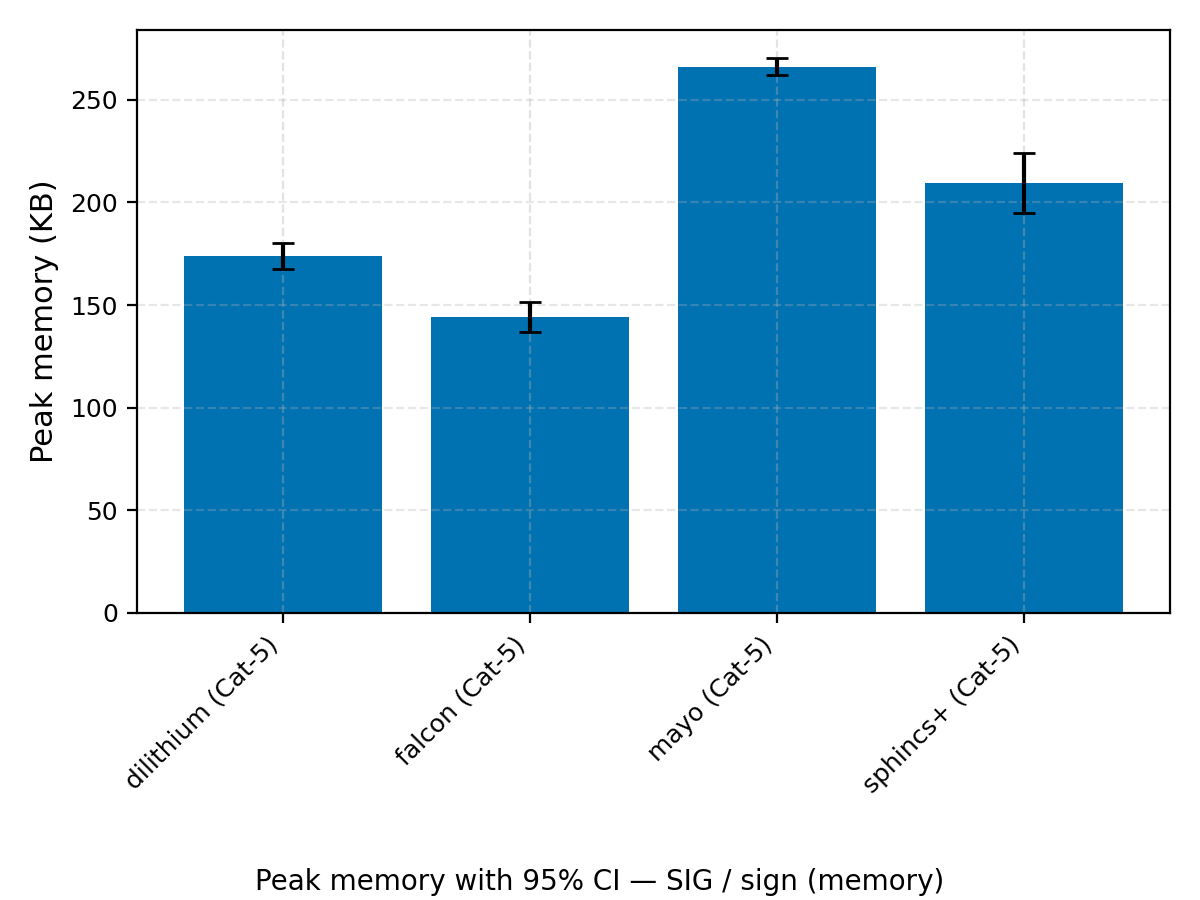 Peak memory (KB)
250
200
150
100
50
0
dilithium (Cat-5)
falcon (Cat-5)
mayo (Cat-5)
sphincs+ (Cat-5)
Peak memory with 95% CI — SIG / sign (memory)